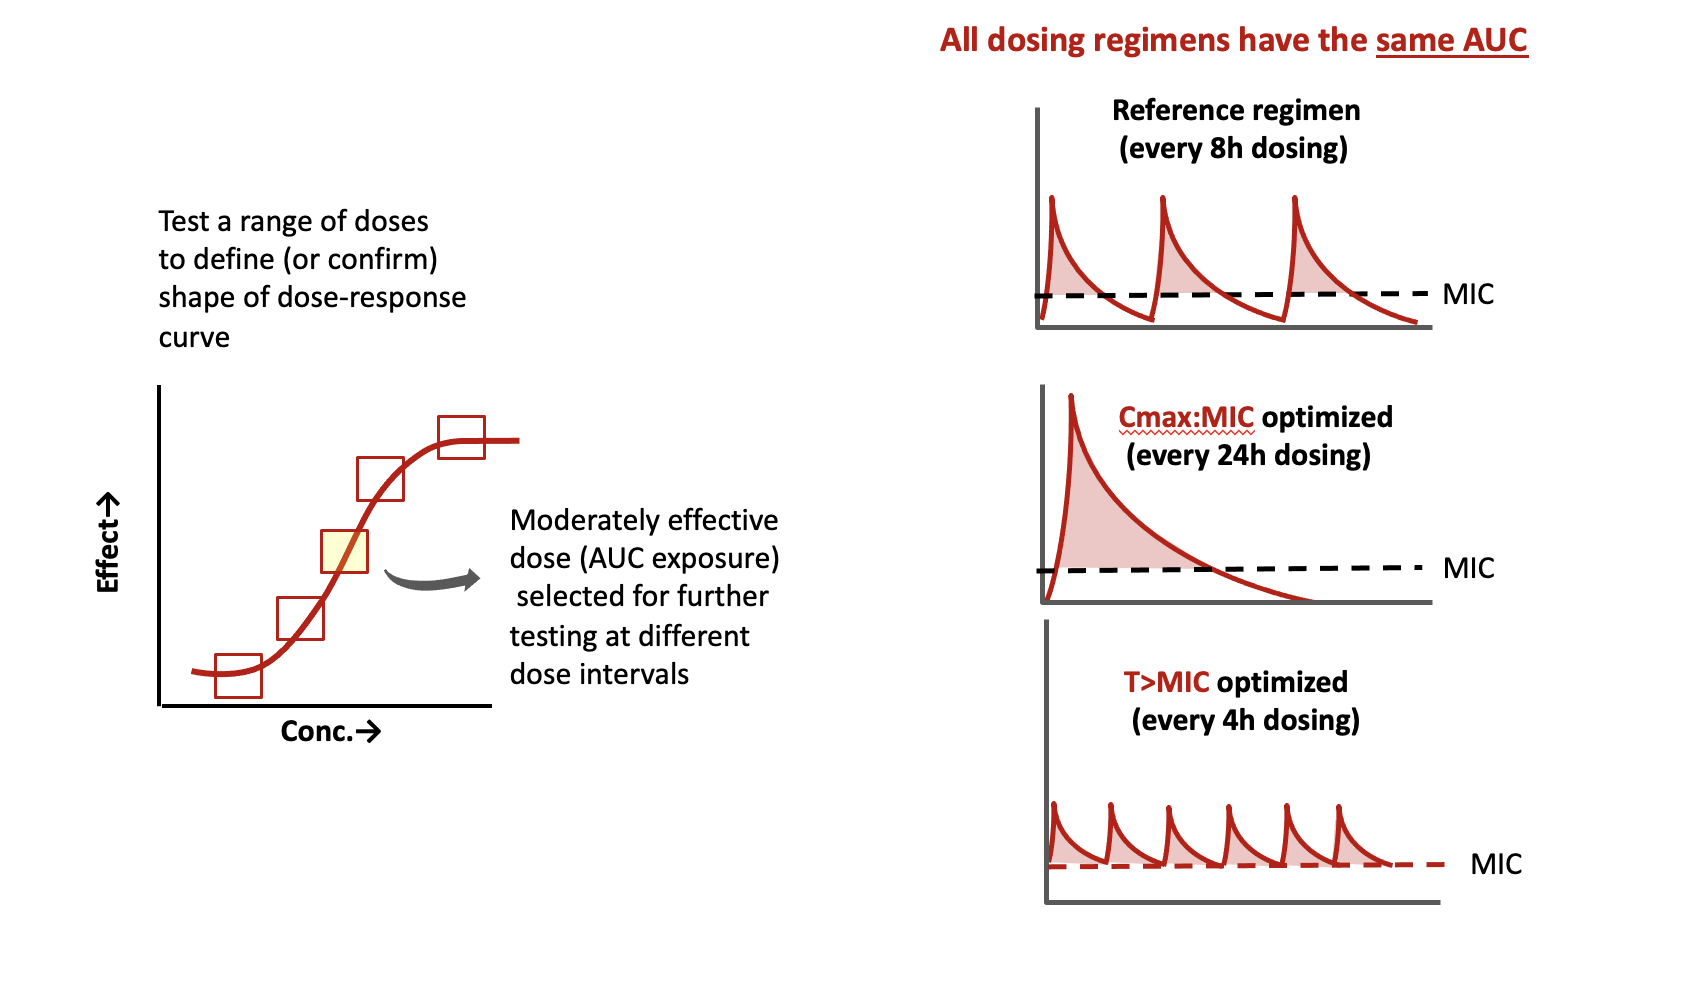 All dosing regimens have the same AUC
Test a range of doses
to define (or confirm)
shape of dose-response
curve
Effect→
Conc.→
Moderately effective
dose (AUC exposure)
selected for further
testing at different
dose intervals
Reference regimen
(every 8h dosing)
MIC
Cmax:MIC optimized
(every 24h dosing)
MIC
T>MIC optimized
(every 4h dosing)
MIC